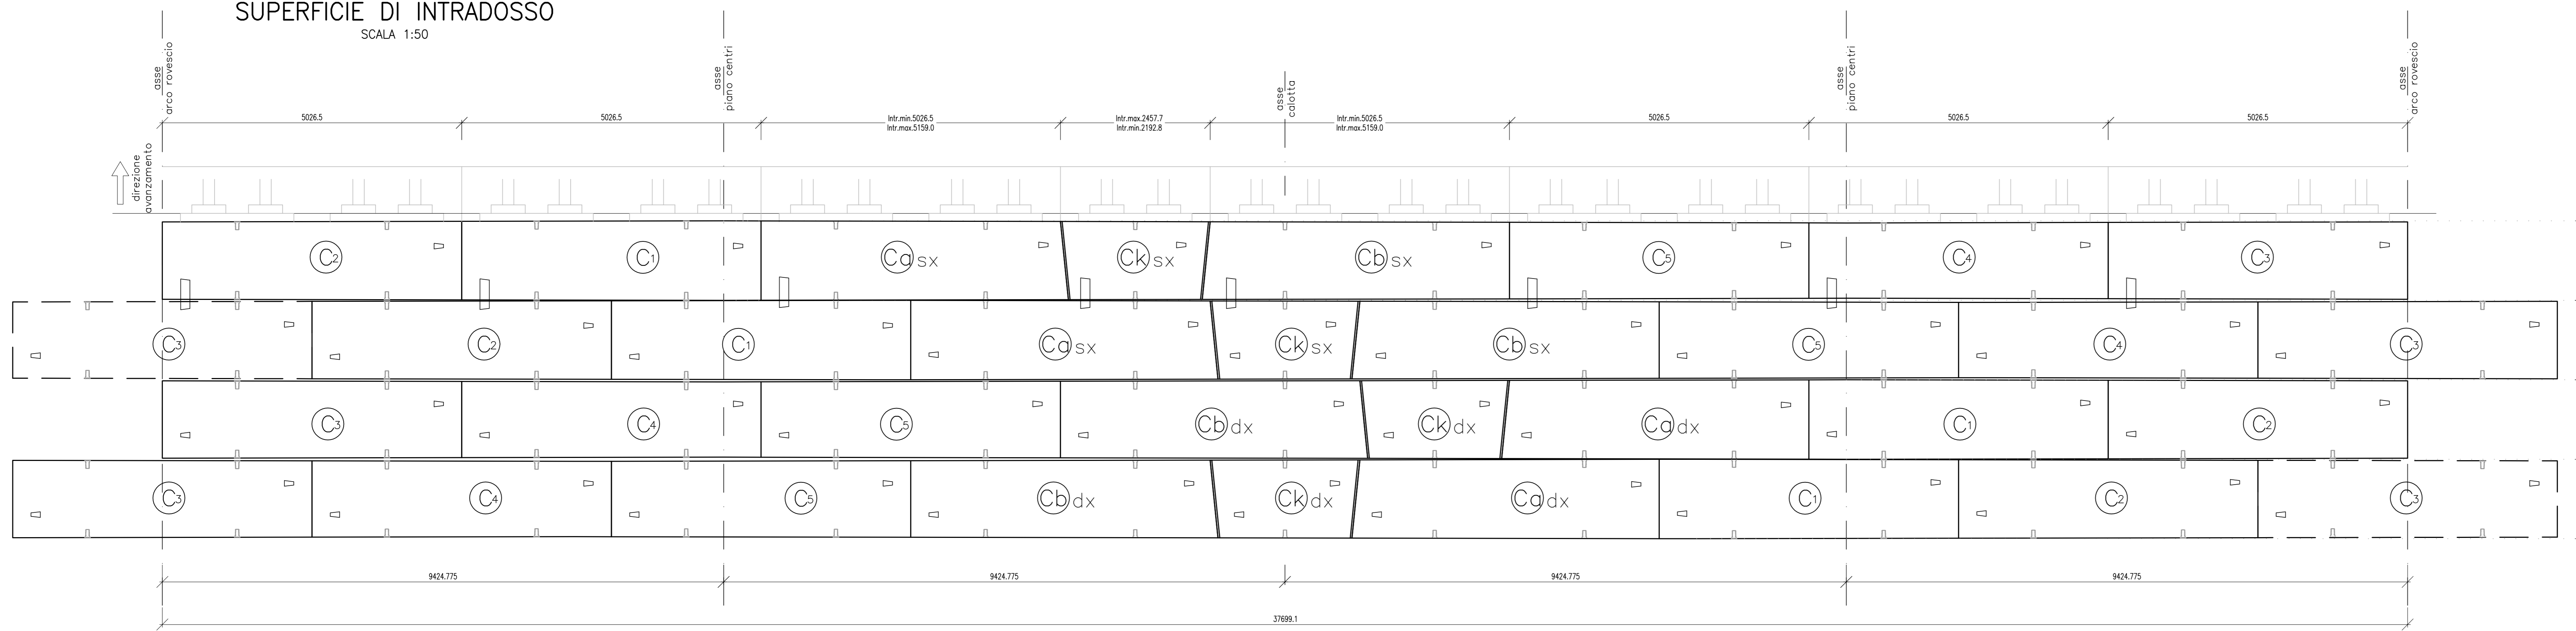 SUPERFICIE DI INTRADOSSO
SCALA 1:50
asse
arco rovescio
asse
piano centri
asse
calotta
asse
piano centri
asse
arco rovescio
5026.5
5026.5
Intr.min.5026.5
Intr.max.5159.0
Intr.max.2457.7
Intr.min.2192.8
Intr.min.5026.5
Intr.max.5159.0
5026.5
5026.5
5026.5
direzione
avanzamento
C2 C1 Ca sx Ck sx Cb sx C5 C4 C3
C3 C2 C1 Ca sx Ck sx Cb sx C5 C4 C3
C3 C4 C5 Cb dx Ck dx Ca dx C1 C2
C3 C4 C5 Cb dx Ck dx Ca dx C1 C2 C3
9424.775 9424.775 9424.775 9424.775
37699.1